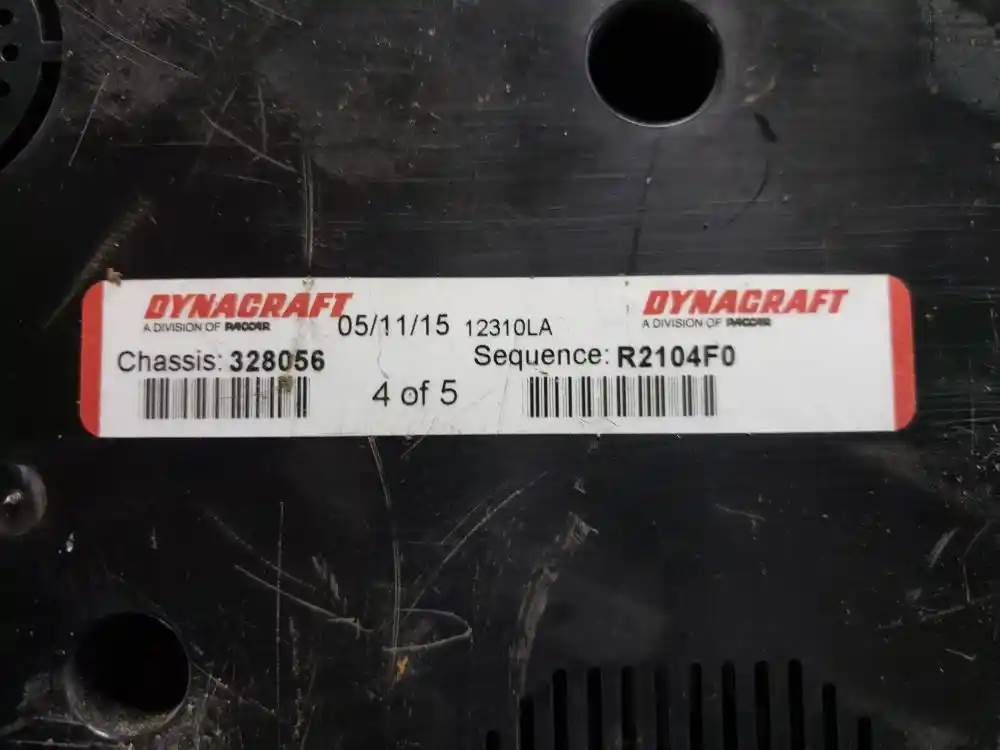 DYNACRAFT
A DIVISION OF PACCAR
05/11/15 12310LA
DYNACRAFT
A DIVISION OF PACCAR
Chassis: 328056
Sequence: R2104F0
4 of 5